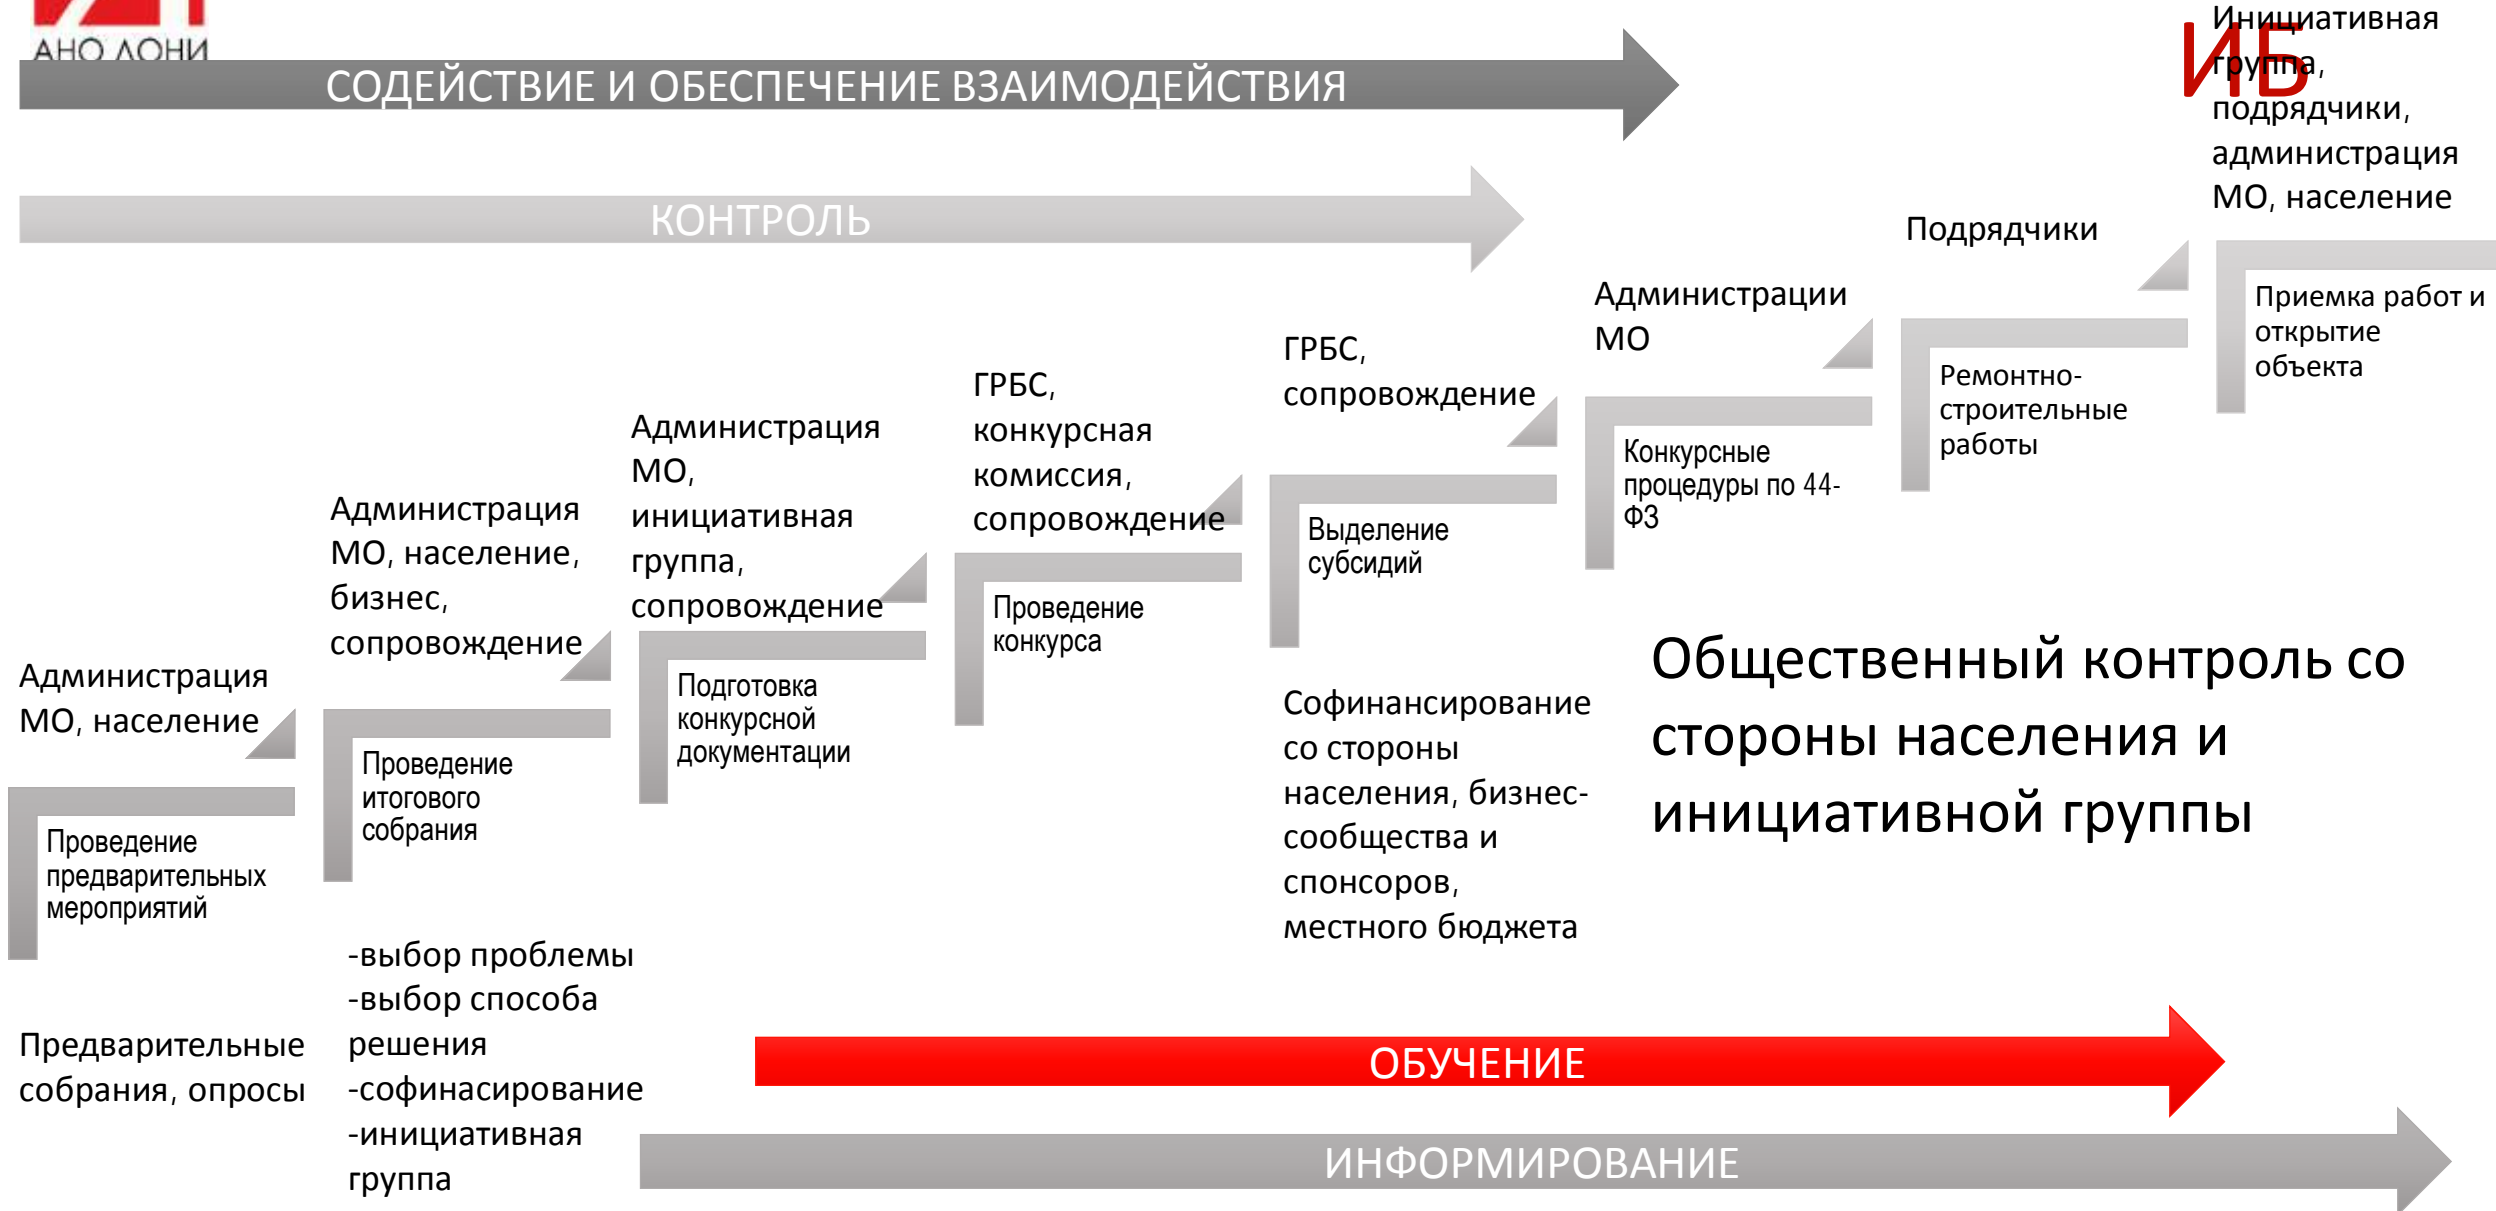 АНО ЛОНИ
СОДЕЙСТВИЕ И ОБЕСПЕЧЕНИЕ ВЗАИМОДЕЙСТВИЯ
ИБ
КОНТРОЛЬ
Администрация
МО, население
Проведение
предварительных
мероприятий
Предварительные
собрания, опросы
Администрация
МО, население,
бизнес,
сопровождение
Проведение
итогового
собрания
-выбор проблемы
-выбор способа
решения
-софинасирование
-инициативная
группа
Администрация
МО,
инициативная
группа,
сопровождение
Подготовка
конкурсной
документации
ГРБС,
конкурсная
комиссия,
сопровождение
Проведение
конкурса
ГРБС,
сопровождение
Выделение
субсидий
Софинансирование
со стороны
населения, бизнес-
сообщества и
спонсоров,
местного бюджета
Администрации
МО
Конкурсные
процедуры по 44-
ФЗ
Подрядчики
Ремонтно-
строительные
работы
Инициативная
группа,
подрядчики,
администрация
МО, население
Приемка работ и
открытие
объекта
Общественный контроль со
стороны населения и
инициативной группы
ОБУЧЕНИЕ
ИНФОРМИРОВАНИЕ